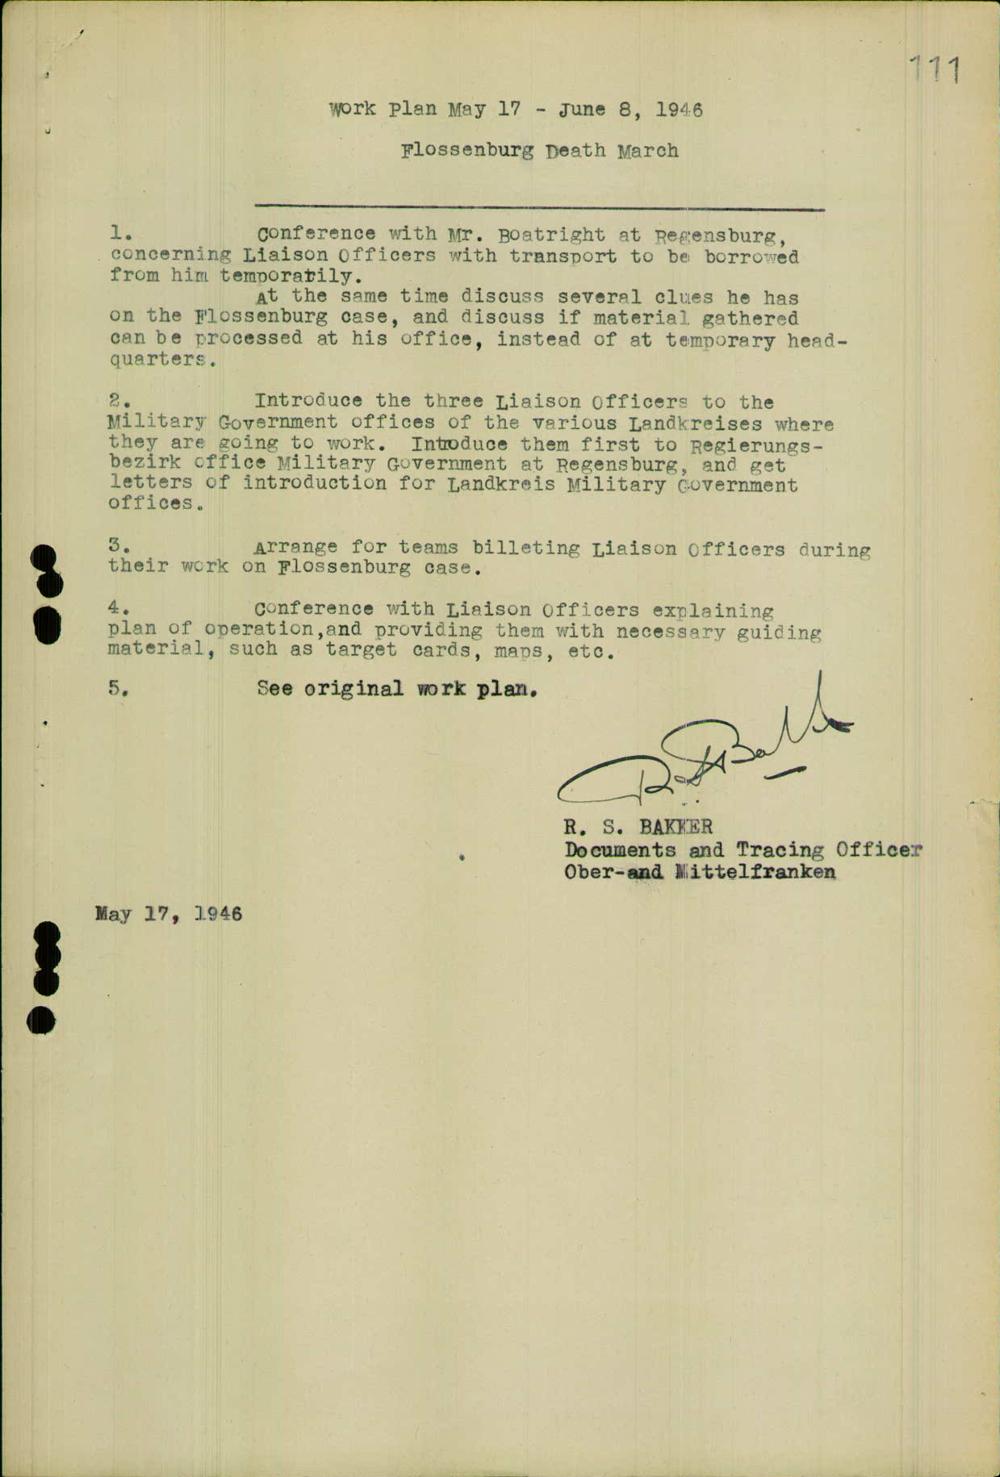 111
Work Plan May 17 - June 8, 1946
Flossenburg Death March
1. Conference with Mr. Boatright at Regensburg,
concerning Liaison Officers with transport to be borrowed
from him temporatily.
At the same time discuss several clues he has
on the Flossenburg case, and discuss if material gathered
can be processed at his office, instead of at temporary head-
quarters.
2. Introduce the three Liaison Officers to the
Military Government offices of the various Landkreises where
they are going to work. Introduce them first to Regierungs-
bezirk office Military Government at Regensburg, and get
letters of introduction for Landkreis Military Government
offices.
3. Arrange for teams billeting Liaison Officers during
their work on Flossenburg case.
4. Conference with Liaison Officers explaining
plan of operation,and providing them with necessary guiding
material, such as target cards, maps, etc.
5. See original work plan.
R. S. Bakker
R. S. BAKKER
Documents and Tracing Officer
Ober-and Mittelfranken
May 17, 1946